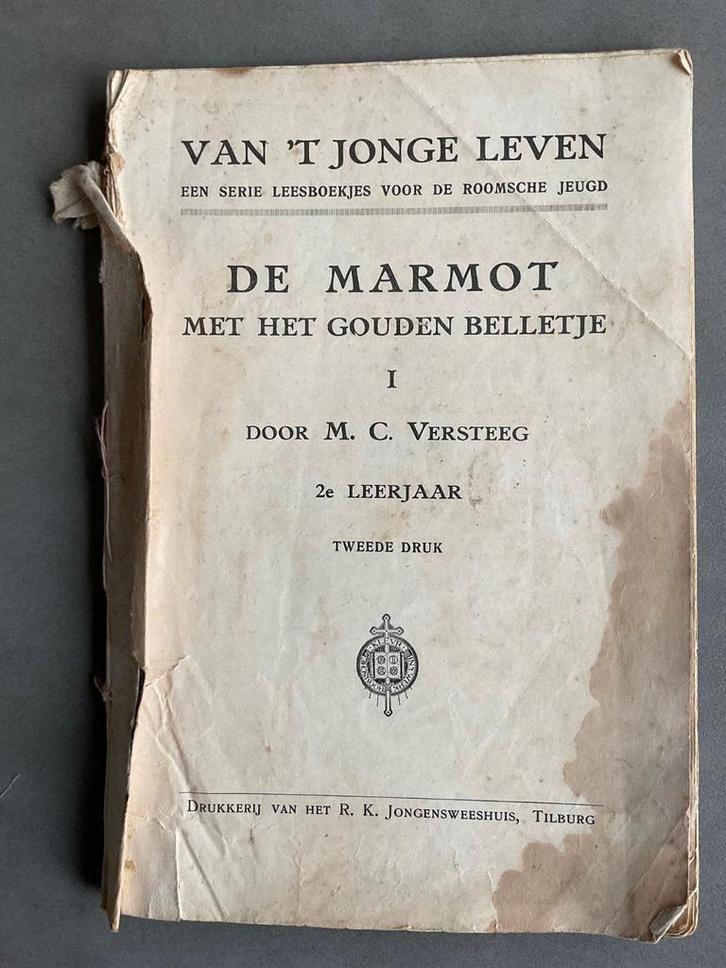 VAN 'T JONGE LEVEN
EEN SERIE LEESBOEKJES VOOR DE ROOMSCHE JEUGD
DE MARMOT
MET HET GOUDEN BELLETJE
I
DOOR M. C. VERSTEEG
2e LEERJAAR
TWEEDE DRUK
DRUKKERIJ VAN HET R. K. JONGENSWEESHUIS, TILBURG